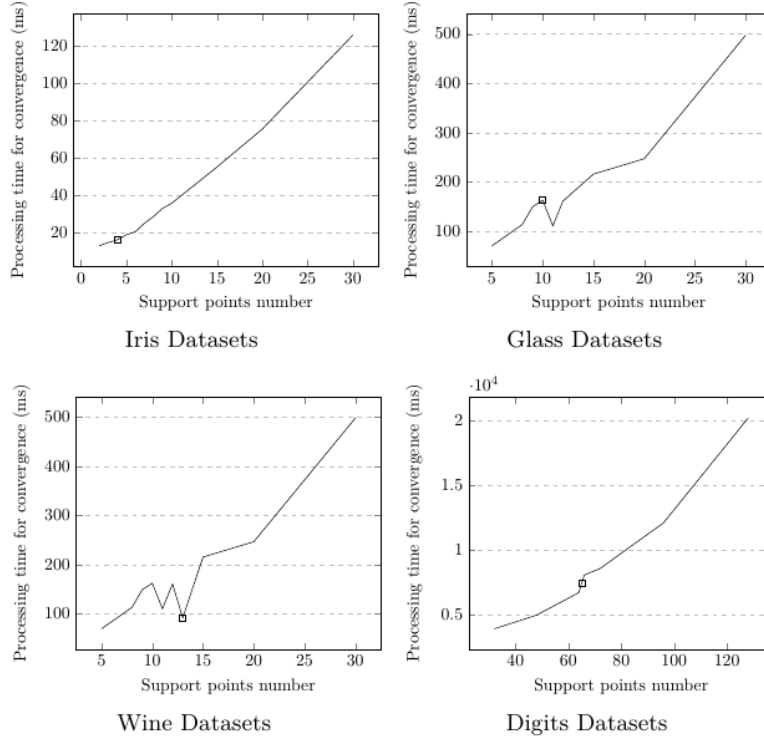 Processing time for convergence (ms)
120
100
80
60
40
20
0 5 10 15 20 25 30
Support points number
Iris Datasets
Processing time for convergence (ms)
500
400
300
200
100
5 10 15 20 25 30
Support points number
Glass Datasets
Processing time for convergence (ms)
500
400
300
200
100
5 10 15 20 25 30
Support points number
Wine Datasets
Processing time for convergence (ms)
·10⁴
2
1.5
1
0.5
40 60 80 100 120
Support points number
Digits Datasets